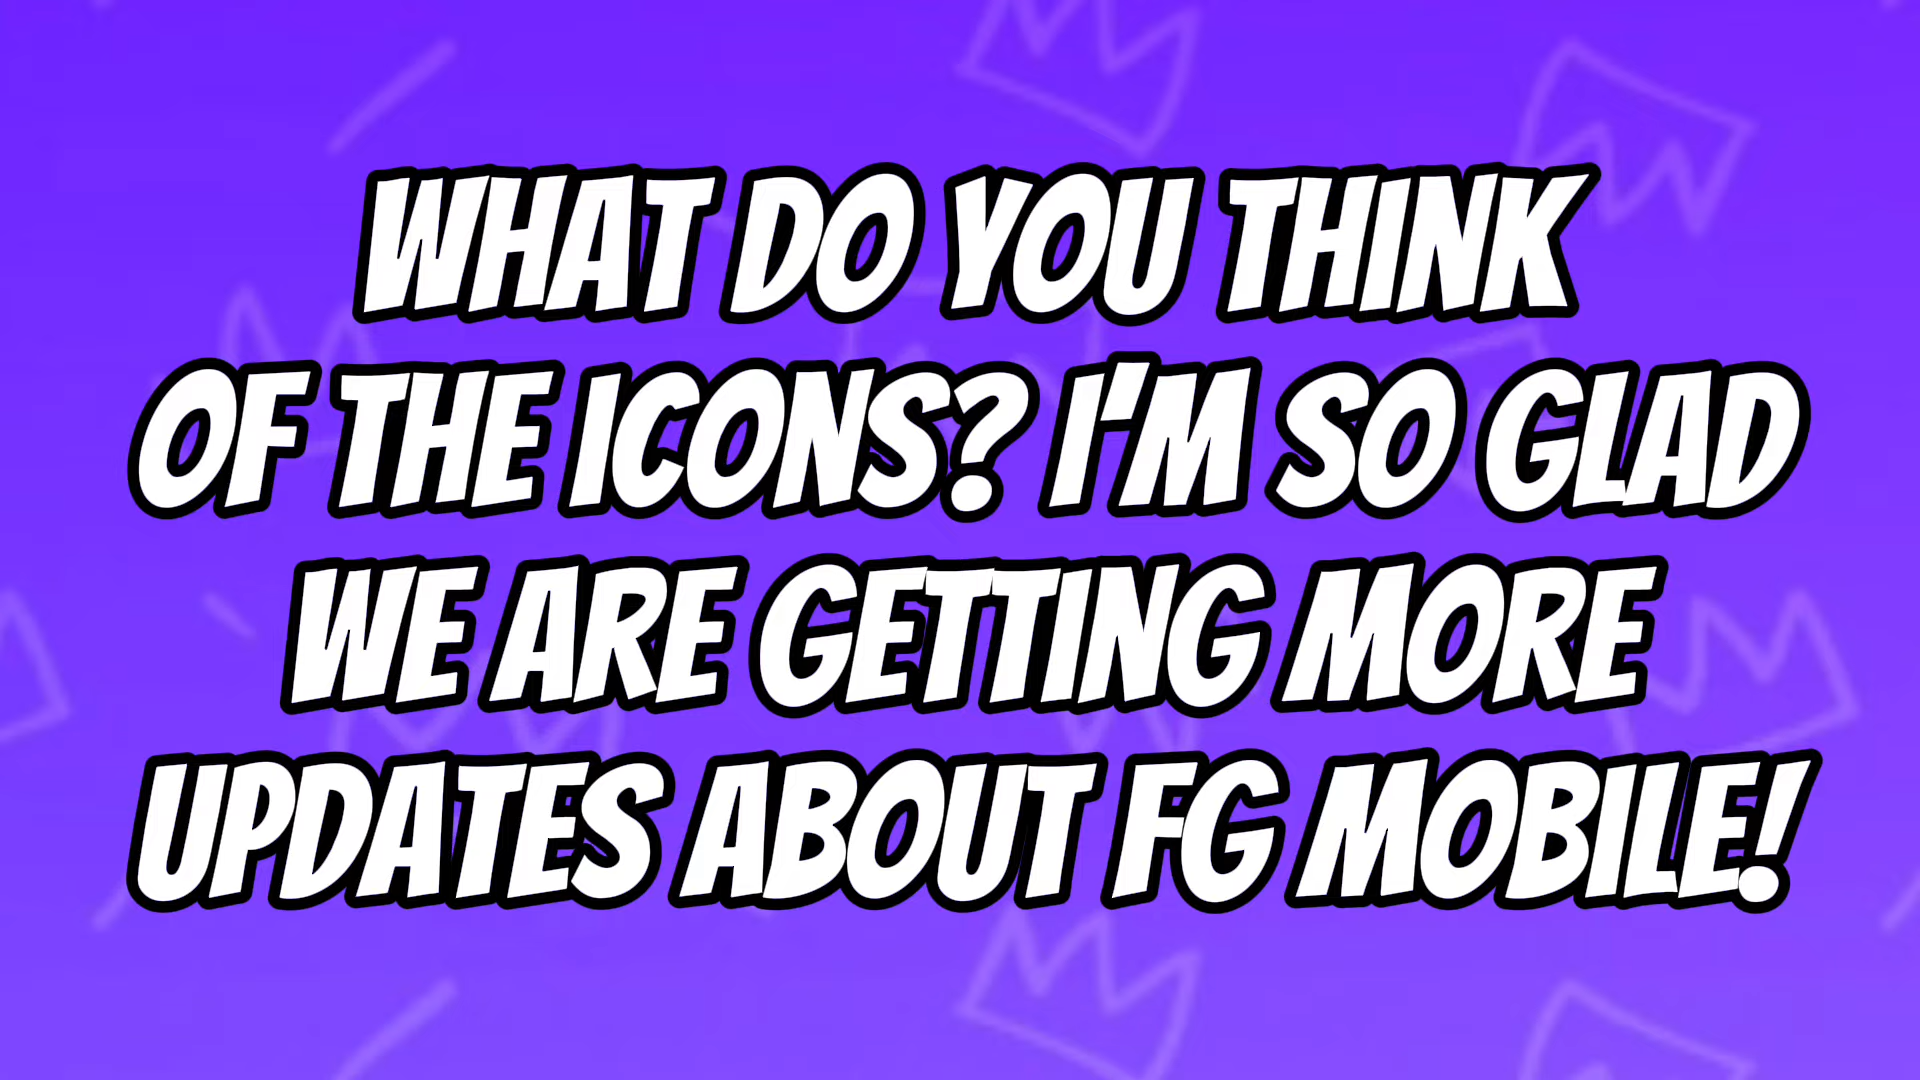 WHAT DO YOU THINK
OF THE ICONS? I'M SO GLAD
WE ARE GETTING MORE
UPDATES ABOUT FG MOBILE!